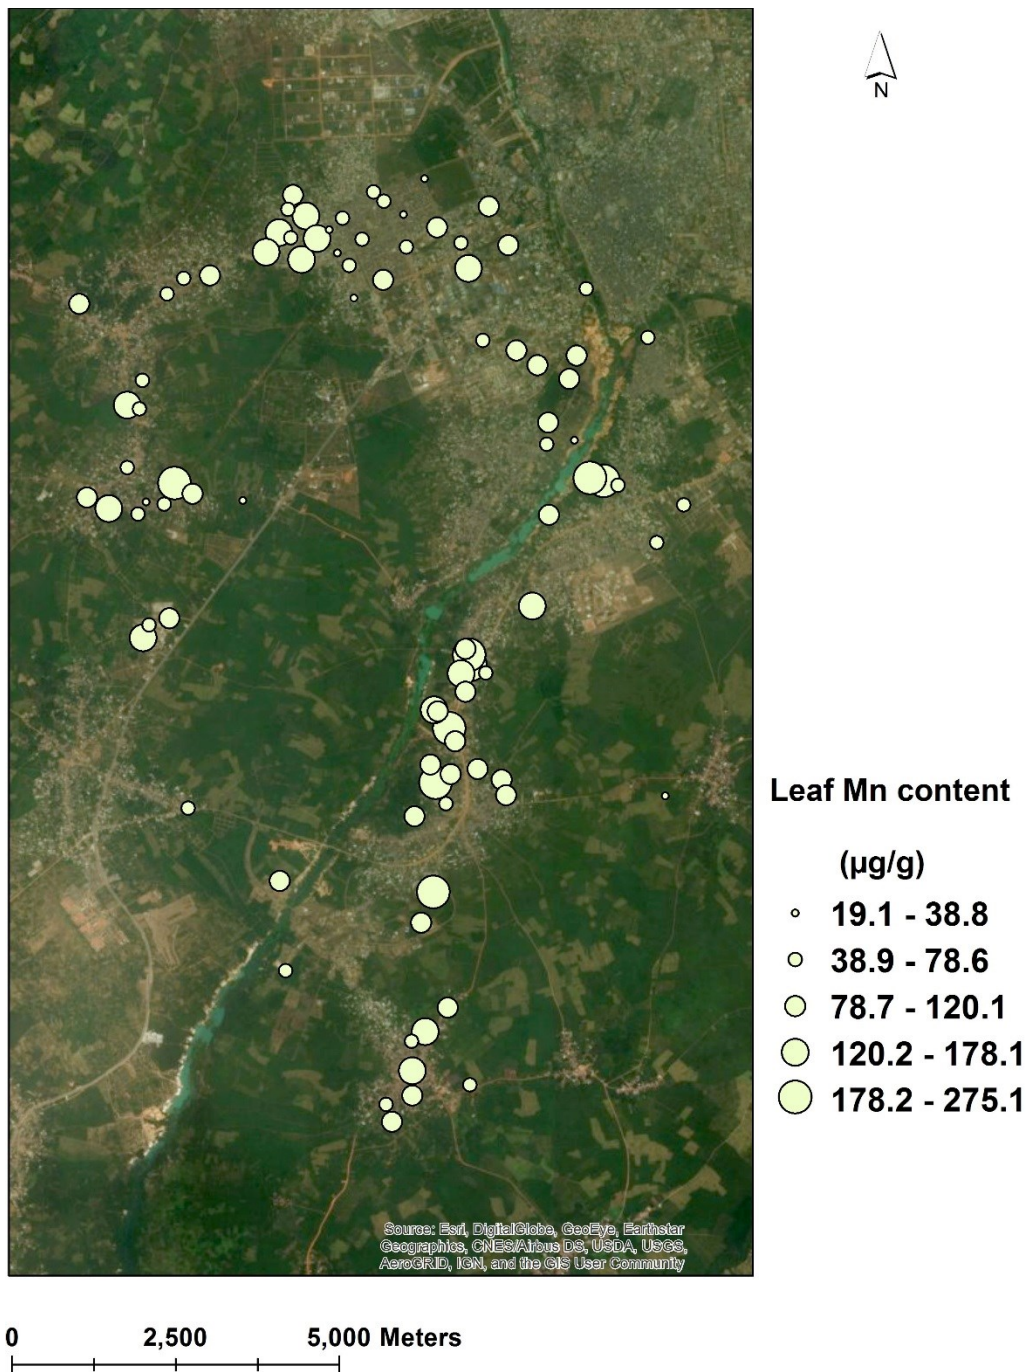 N
Leaf Mn content
(µg/g)
19.1 - 38.8
38.9 - 78.6
78.7 - 120.1
120.2 - 178.1
178.2 - 275.1
Source: Esri, DigitalGlobe, GeoEye, Earthstar
Geographics, CNES/Airbus DS, USDA, USGS,
AeroGRID, IGN, and the GIS User Community
0 2,500 5,000 Meters